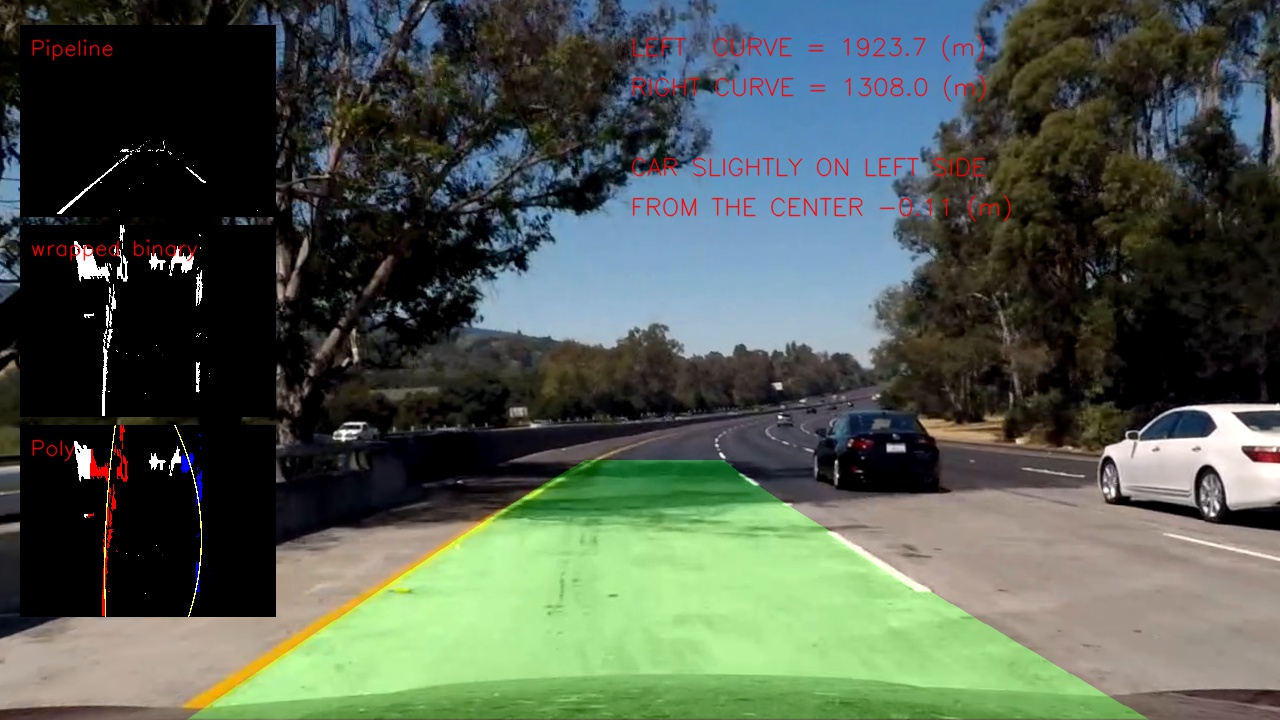 Pipeline
LEFT  CURVE = 1923.7 (m)
RIGHT CURVE = 1308.0 (m)
CAR SLIGHTLY ON LEFT SIDE
FROM THE CENTER -0.11 (m)
wrapped binary
Poly